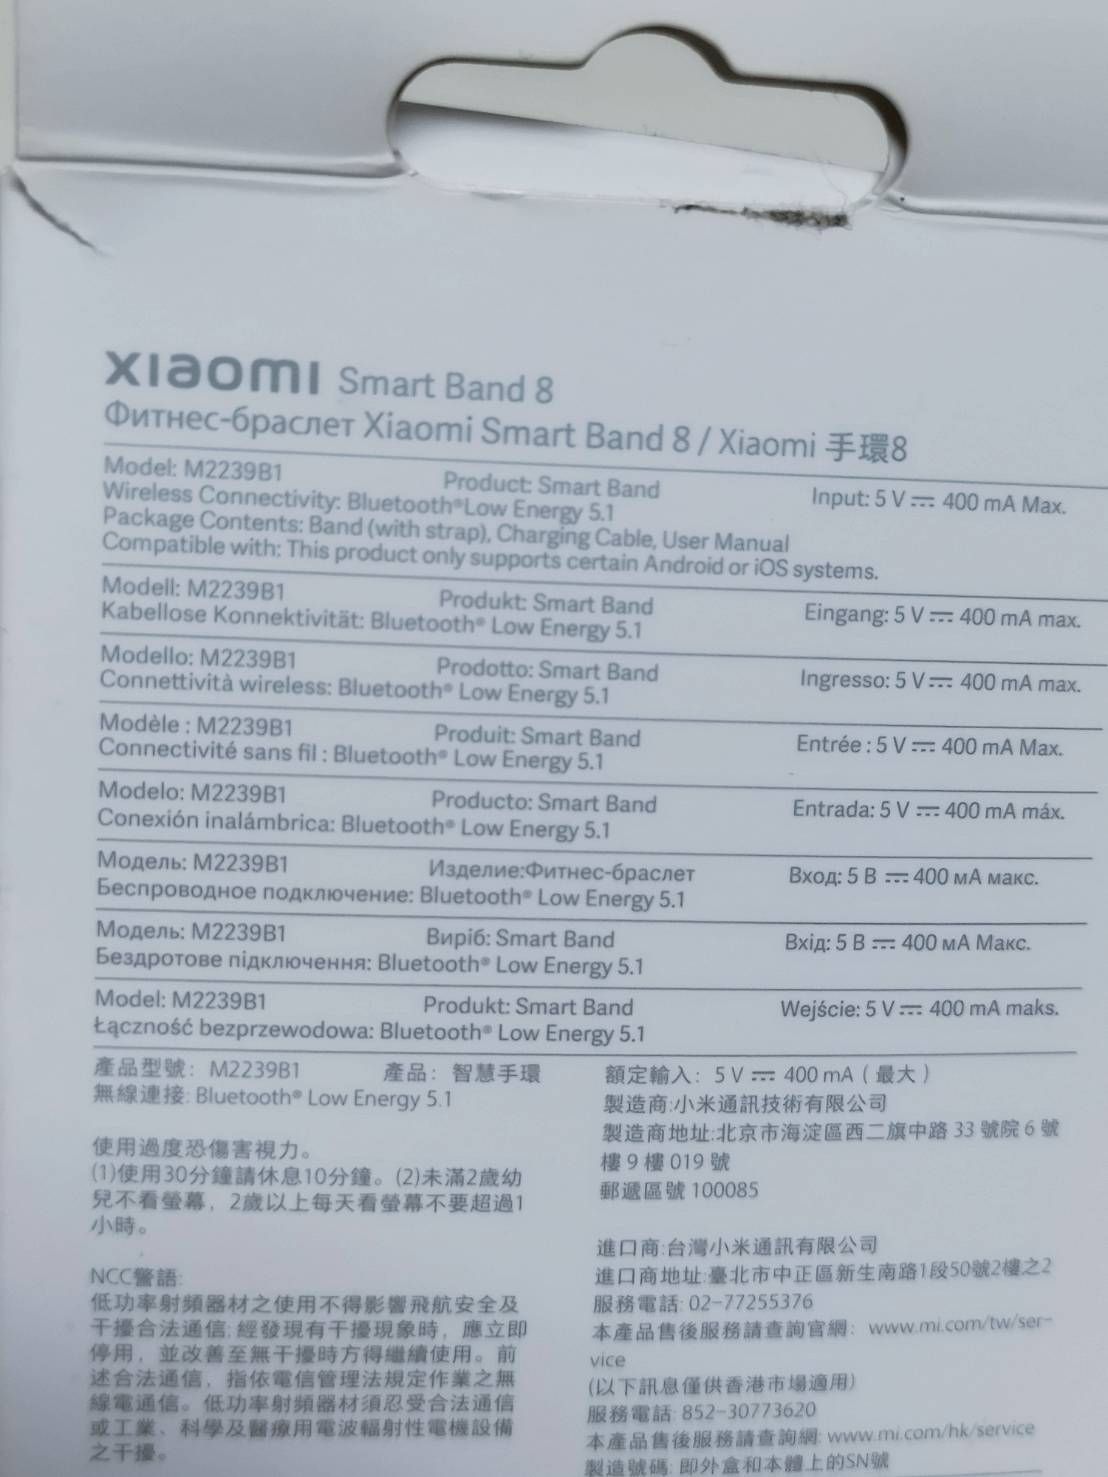 xiaomi Smart Band 8
Фитнес-браслет Xiaomi Smart Band 8 / Xiaomi 手環8
Model: M2239B1 Product: Smart Band Input: 5 V ⎓ 400 mA Max.
Wireless Connectivity: Bluetooth®Low Energy 5.1
Package Contents: Band (with strap), Charging Cable, User Manual
Compatible with: This product only supports certain Android or iOS systems.
Modell: M2239B1 Produkt: Smart Band Eingang: 5 V ⎓ 400 mA max.
Kabellose Konnektivität: Bluetooth® Low Energy 5.1
Modello: M2239B1 Prodotto: Smart Band Ingresso: 5 V ⎓ 400 mA max.
Connettività wireless: Bluetooth® Low Energy 5.1
Modèle : M2239B1 Produit: Smart Band Entrée : 5 V ⎓ 400 mA Max.
Connectivité sans fil : Bluetooth® Low Energy 5.1
Modelo: M2239B1 Producto: Smart Band Entrada: 5 V ⎓ 400 mA máx.
Conexión inalámbrica: Bluetooth® Low Energy 5.1
Модель: M2239B1 Изделие:Фитнес-браслет Вход: 5 В ⎓ 400 мА макс.
Беспроводное подключение: Bluetooth® Low Energy 5.1
Модель: M2239B1 Виріб: Smart Band Вхід: 5 В ⎓ 400 мА Макс.
Бездротове підключення: Bluetooth® Low Energy 5.1
Model: M2239B1 Produkt: Smart Band Wejście: 5 V ⎓ 400 mA maks.
Łączność bezprzewodowa: Bluetooth® Low Energy 5.1
產品型號：M2239B1 產品：智慧手環
無線連接: Bluetooth® Low Energy 5.1
使用過度恐傷害視力。
(1)使用30分鐘請休息10分鐘。(2)未滿2歲幼
兒不看螢幕，2歲以上每天看螢幕不要超過1
小時。
NCC警語:
低功率射頻器材之使用不得影響飛航安全及
干擾合法通信;經發現有干擾現象時，應立即
停用，並改善至無干擾時方得繼續使用。前
述合法通信，指依電信管理法規定作業之無
線電通信。低功率射頻器材須忍受合法通信
或工業、科學及醫療用電波輻射性電機設備
之干擾。
額定輸入：5 V ⎓ 400 mA（最大）
製造商:小米通訊技術有限公司
製造商地址:北京市海淀區西二旗中路 33 號院 6 號
樓 9 樓 019 號
郵遞區號 100085
進口商:台灣小米通訊有限公司
進口商地址:臺北市中正區新生南路1段50號2樓之2
服務電話: 02-77255376
本產品售後服務請查詢官網：www.mi.com/tw/ser-
vice
(以下訊息僅供香港市場適用)
服務電話: 852-30773620
本產品售後服務請查詢網: www.mi.com/hk/service
製造號碼: 即外盒和本體上的SN號